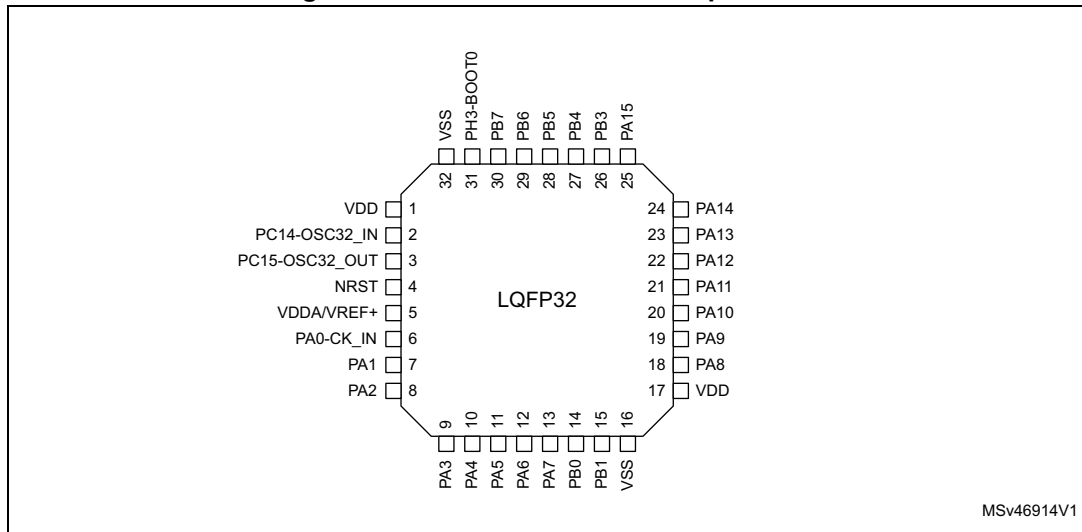 VSS
PH3-BOOT0
PB7
PB6
PB5
PB4
PB3
PA15
32
31
30
29
28
27
26
25
VDD 1
PC14-OSC32_IN 2
PC15-OSC32_OUT 3
NRST 4
VDDA/VREF+ 5
PA0-CK_IN 6
PA1 7
PA2 8
LQFP32
24 PA14
23 PA13
22 PA12
21 PA11
20 PA10
19 PA9
18 PA8
17 VDD
9
10
11
12
13
14
15
16
PA3
PA4
PA5
PA6
PA7
PB0
PB1
VSS
MSv46914V1